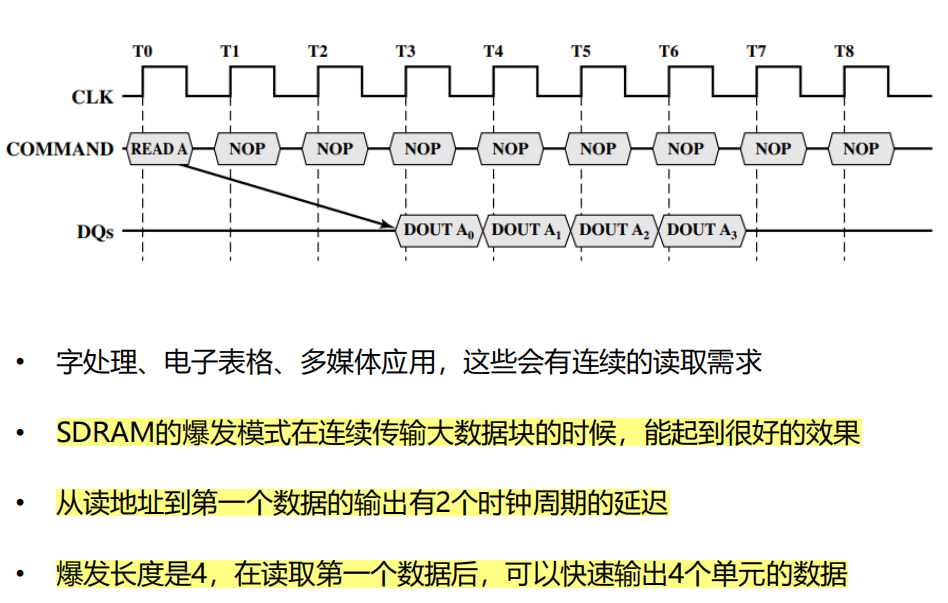 T0 T1 T2 T3 T4 T5 T6 T7 T8
CLK
COMMAND READ A NOP NOP NOP NOP NOP NOP NOP NOP
DQs DOUT A0 DOUT A1 DOUT A2 DOUT A3
• 字处理、电子表格、多媒体应用，这些会有连续的读取需求
• SDRAM的爆发模式在连续传输大数据块的时候，能起到很好的效果
• 从读地址到第一个数据的输出有2个时钟周期的延迟
• 爆发长度是4，在读取第一个数据后，可以快速输出4个单元的数据